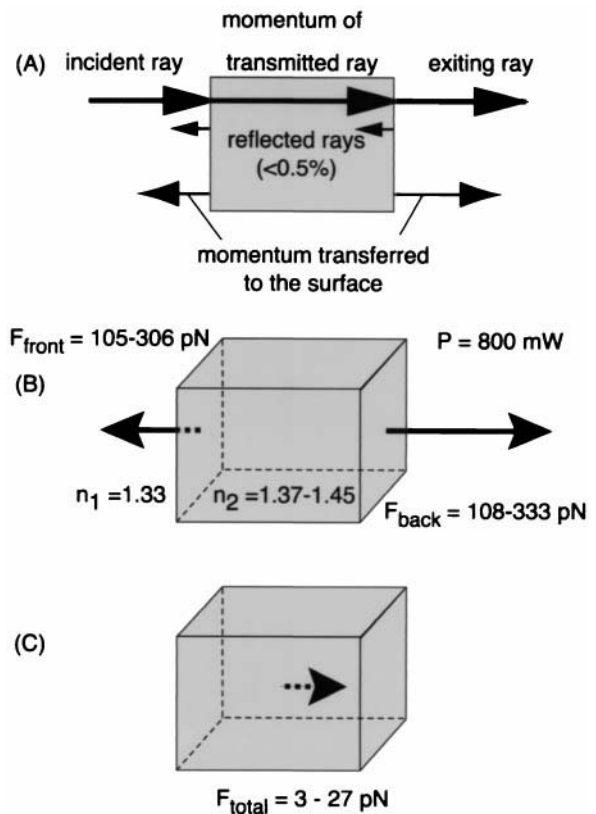 momentum of
(A)
incident ray transmitted ray exiting ray
reflected rays
(<0.5%)
momentum transferred
to the surface
F_front = 105-306 pN
P = 800 mW
(B)
n_1 =1.33
n_2 = 1.37-1.45
F_back = 108-333 pN
(C)
F_total = 3 - 27 pN